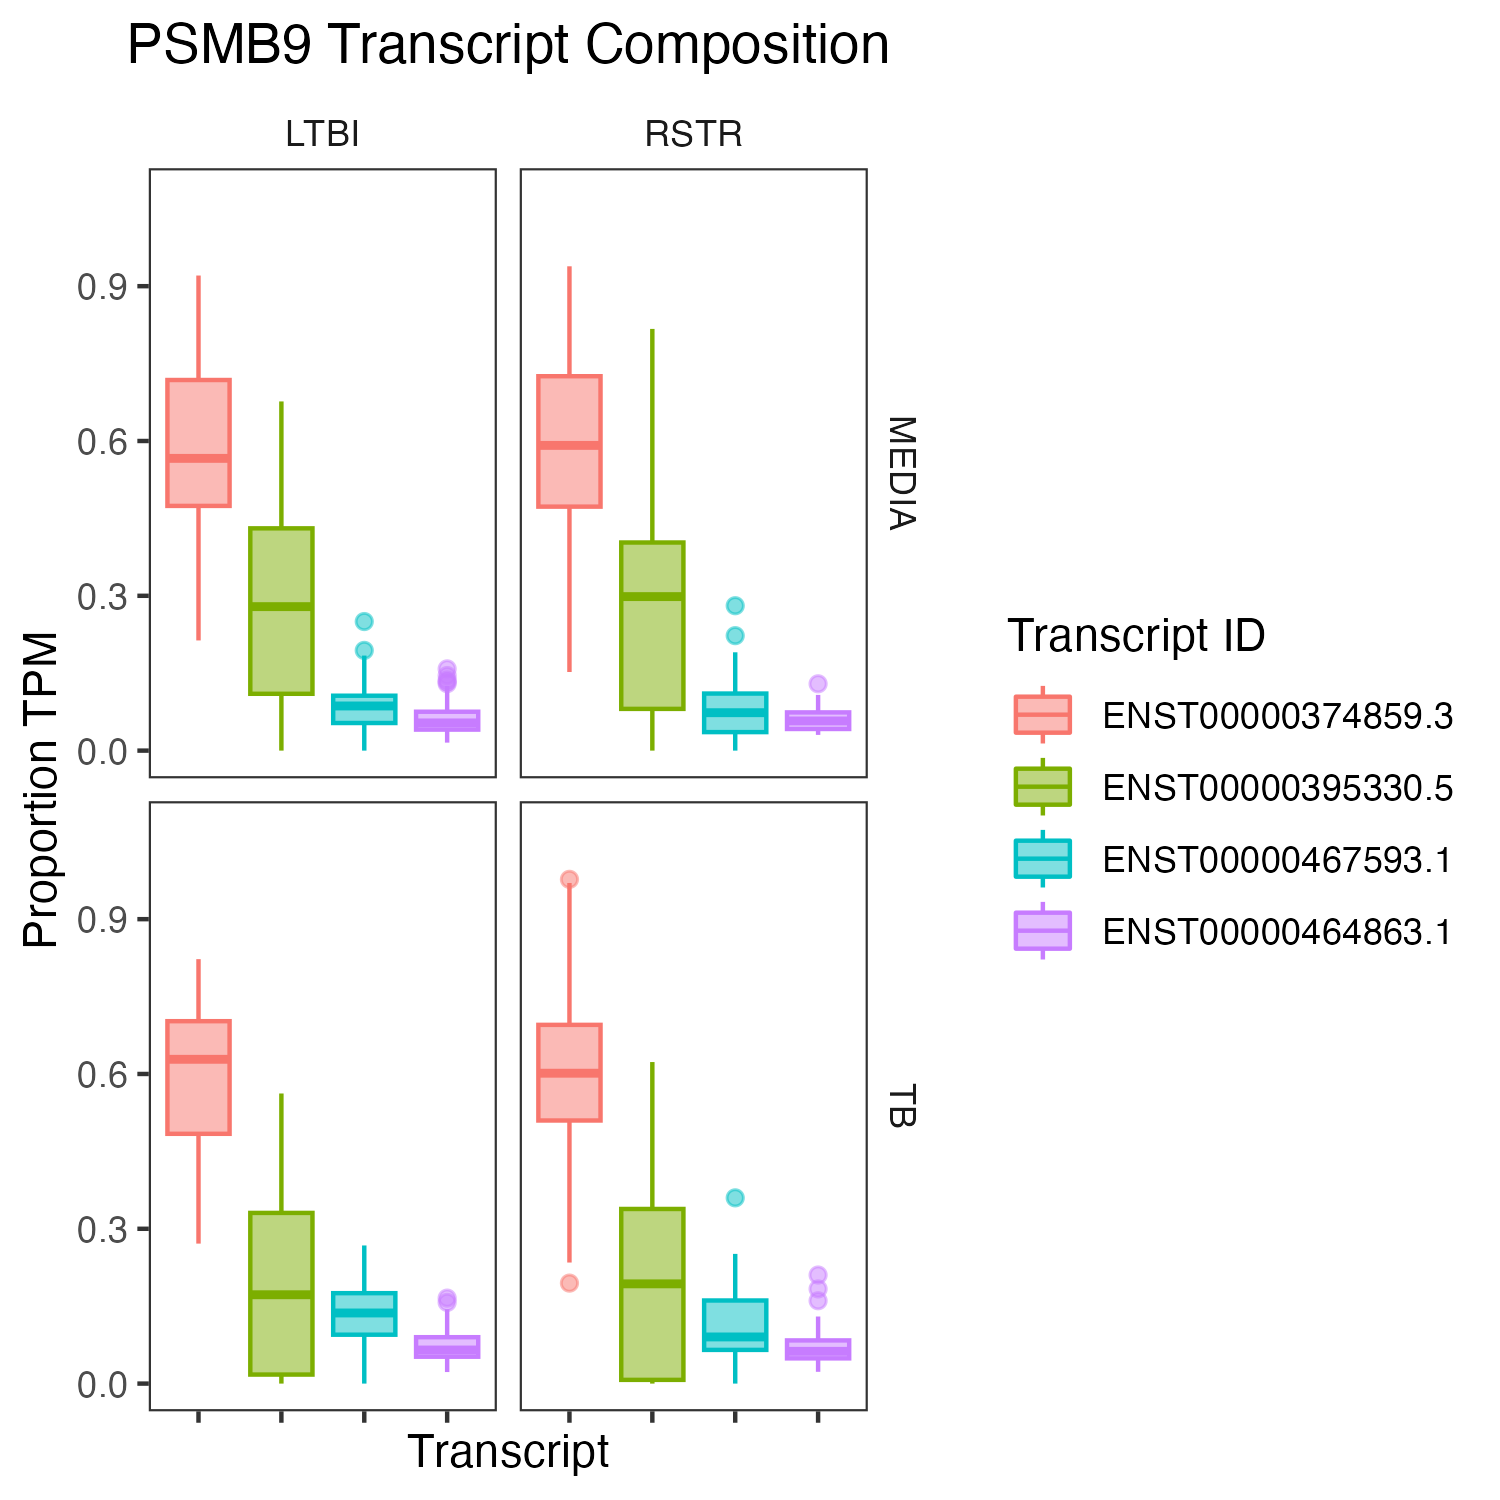 PSMB9 Transcript Composition
LTBI
RSTR
0.9
0.6
0.3
0.0
MEDIA
0.9
0.6
0.3
0.0
TB
Proportion TPM
Transcript
Transcript ID
ENST00000374859.3
ENST00000395330.5
ENST00000467593.1
ENST00000464863.1